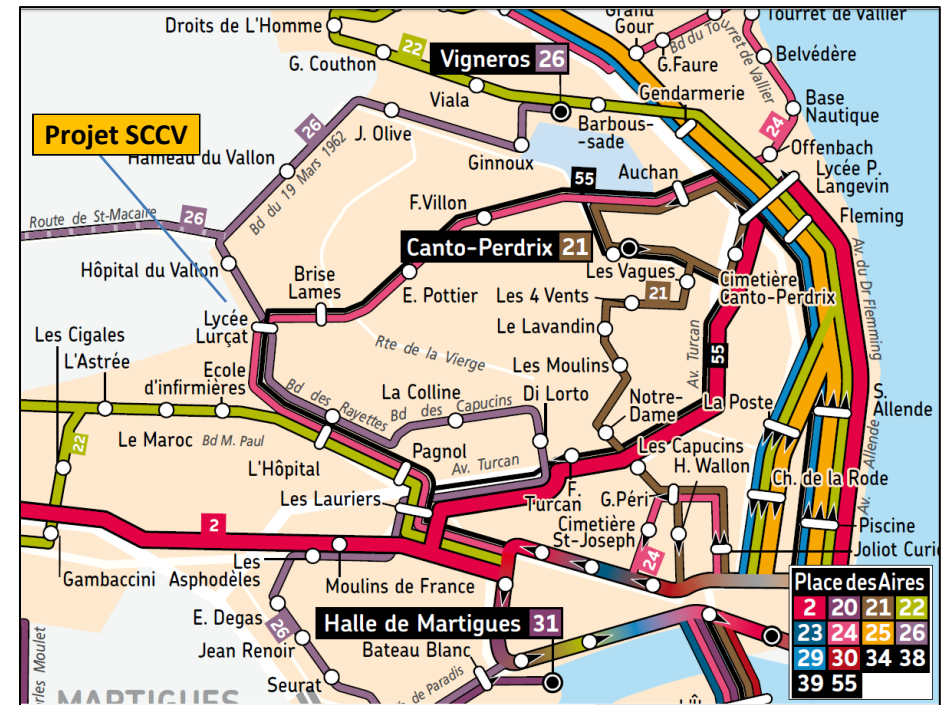 Droits de L'Homme
G. Couthon
22
Vigneros 26
Viala
Grand
Gour
G.Faure
Bd du Tourret de Vallier
Tourret de Vallier
Belvédère
Base
Nautique
24
Offenbach
Gendarmerie
Barbous-
-sade
Lycée P.
Langevin
Fleming
Projet SCCV
26
J. Olive
Ginnoux
Hameau du Vallon
Bd du 19 Mars 1962
Route de St-Macaire
26
Hôpital du Vallon
55
Auchan
F.Villon
Canto-Perdrix 21
Brise
Lames
E. Pottier
Les Vagues
Cimetière
Canto-Perdrix
Les 4 Vents
21
Le Lavandin
Av. Turcan
55
Av. du Dr Flemming
Lycée
Lurçat
Les Cigales
L'Astrée
Rte de la Vierge
Les Moulins
Ecole
d'infirmières
Bd des Rayettes
La Colline
Bd des Capucins
Di Lorto
Notre-
Dame
La Poste
S.
Allende
Av. Allende
22
Le Maroc
Bd M. Paul
L'Hôpital
Pagnol
Av. Turcan
Les Capucins
H. Wallon
Les Lauriers
F.
Turcan
G.Péri
Ch. de la Rode
Cimetière
St-Joseph
24
Piscine
Joliot Curi
2
Gambaccini
Les
Asphodèles
Moulins de France
E. Degas
26
Jean Renoir
Seurat
Halle de Martigues 31
Bateau Blanc
de Paradis
Place des Aires
2 20 21 22
23 24 25 26
29 30 34 38
39 55
Moulet
MARTIGUES